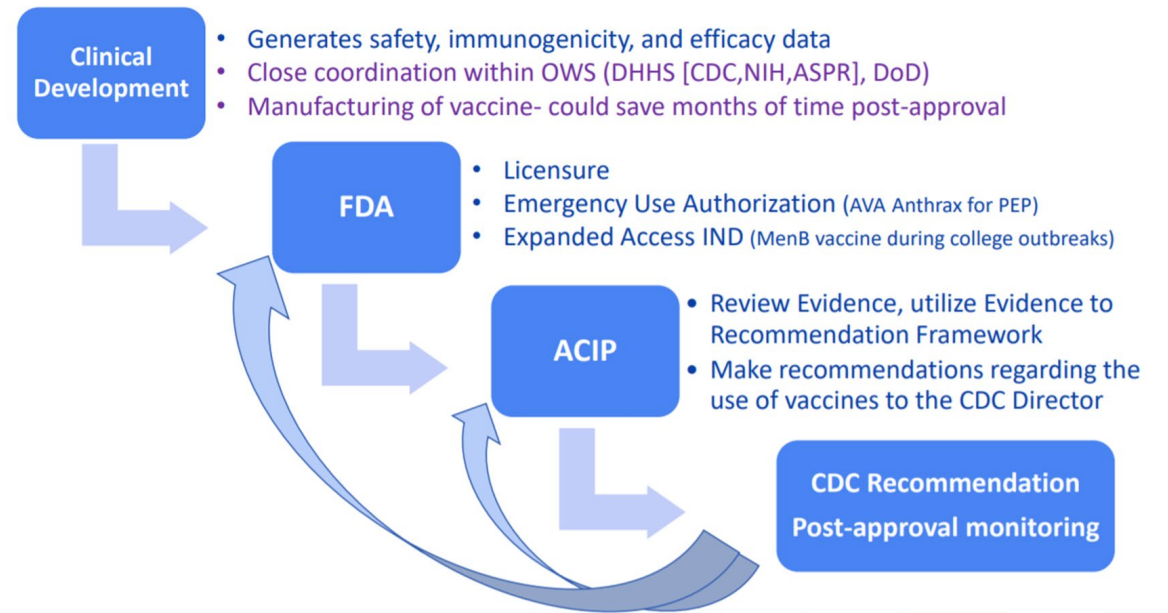 Clinical
Development
• Generates safety, immunogenicity, and efficacy data
• Close coordination within OWS (DHHS [CDC,NIH,ASPR], DoD)
• Manufacturing of vaccine- could save months of time post-approval
FDA
• Licensure
• Emergency Use Authorization (AVA Anthrax for PEP)
• Expanded Access IND (MenB vaccine during college outbreaks)
ACIP
• Review Evidence, utilize Evidence to
Recommendation Framework
• Make recommendations regarding the
use of vaccines to the CDC Director
CDC Recommendation
Post-approval monitoring